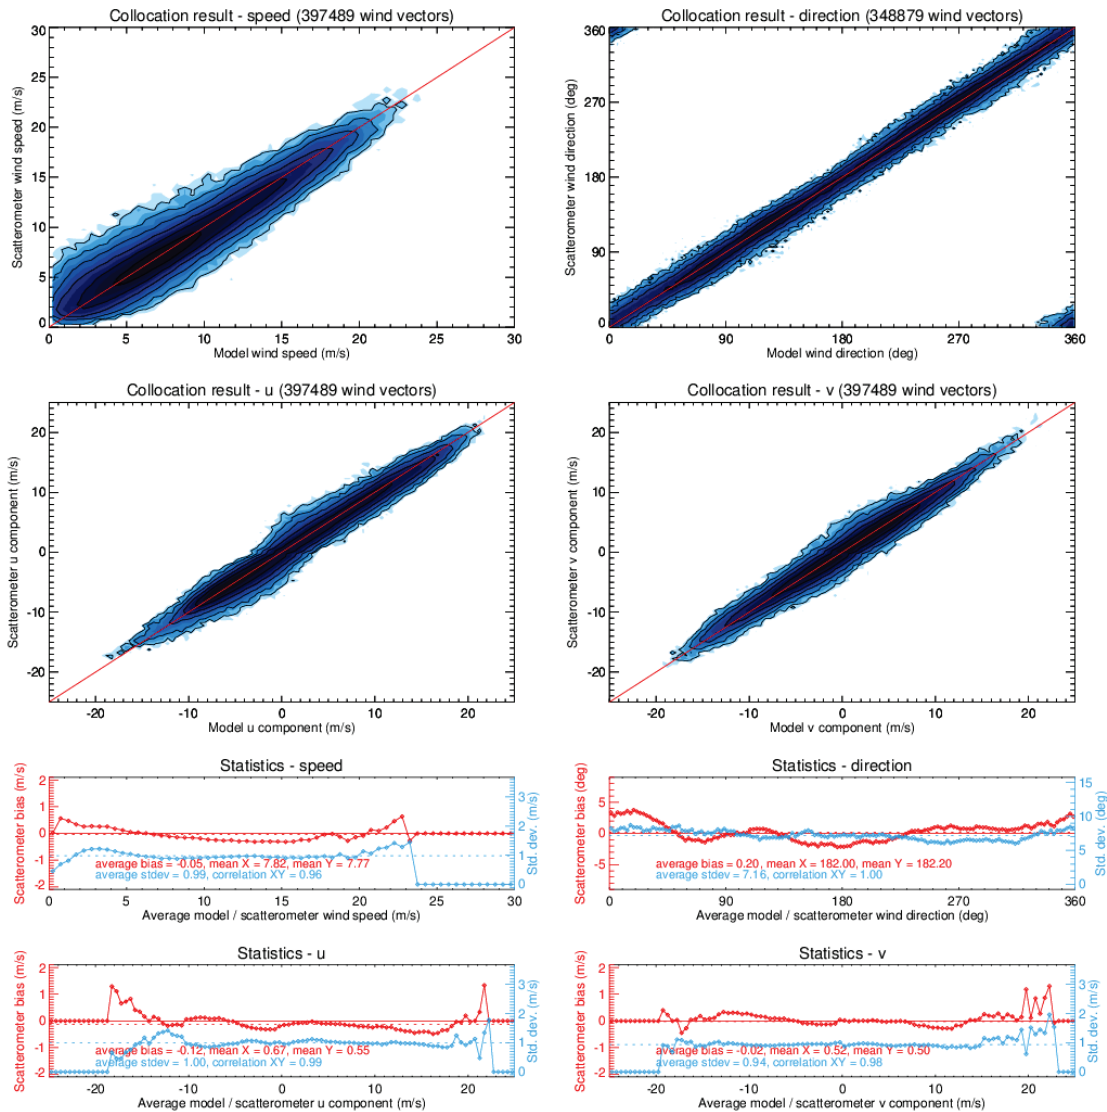 Collocation result - speed (397489 wind vectors)
30
25
20
15
10
5
0
Scatterometer wind speed (m/s)
0 5 10 15 20 25 30
Model wind speed (m/s)
Collocation result - direction (348879 wind vectors)
360
270
180
90
0
Scatterometer wind direction (deg)
0 90 180 270 360
Model wind direction (deg)
Collocation result - u (397489 wind vectors)
20
10
0
-10
-20
Scatterometer u component (m/s)
-20 -10 0 10 20
Model u component (m/s)
Collocation result - v (397489 wind vectors)
20
10
0
-10
-20
Scatterometer v component (m/s)
-20 -10 0 10 20
Model v component (m/s)
Statistics - speed
2
1
0
-1
-2
Scatterometer bias (m/s)
3
2
1
0
Std. dev. (m/s)
average bias = -0.05, mean X = 7.82, mean Y = 7.77
average stdev = 0.99, correlation XY = 0.96
0 5 10 15 20 25 30
Average model / scatterometer wind speed (m/s)
Statistics - direction
5
0
-5
Scatterometer bias (deg)
15
10
5
0
Std. dev. (deg)
average bias = 0.20, mean X = 182.00, mean Y = 182.20
average stdev = 7.16, correlation XY = 1.00
0 90 180 270 360
Average model / scatterometer wind direction (deg)
Statistics - u
2
1
0
-1
-2
Scatterometer bias (m/s)
3
2
1
0
Std. dev. (m/s)
average bias = -0.12, mean X = 0.67, mean Y = 0.55
average stdev = 1.00, correlation XY = 0.99
-20 -10 0 10 20
Average model / scatterometer u component (m/s)
Statistics - v
2
1
0
-1
-2
Scatterometer bias (m/s)
3
2
1
0
Std. dev. (m/s)
average bias = -0.02, mean X = 0.52, mean Y = 0.50
average stdev = 0.94, correlation XY = 0.98
-20 -10 0 10 20
Average model / scatterometer v component (m/s)